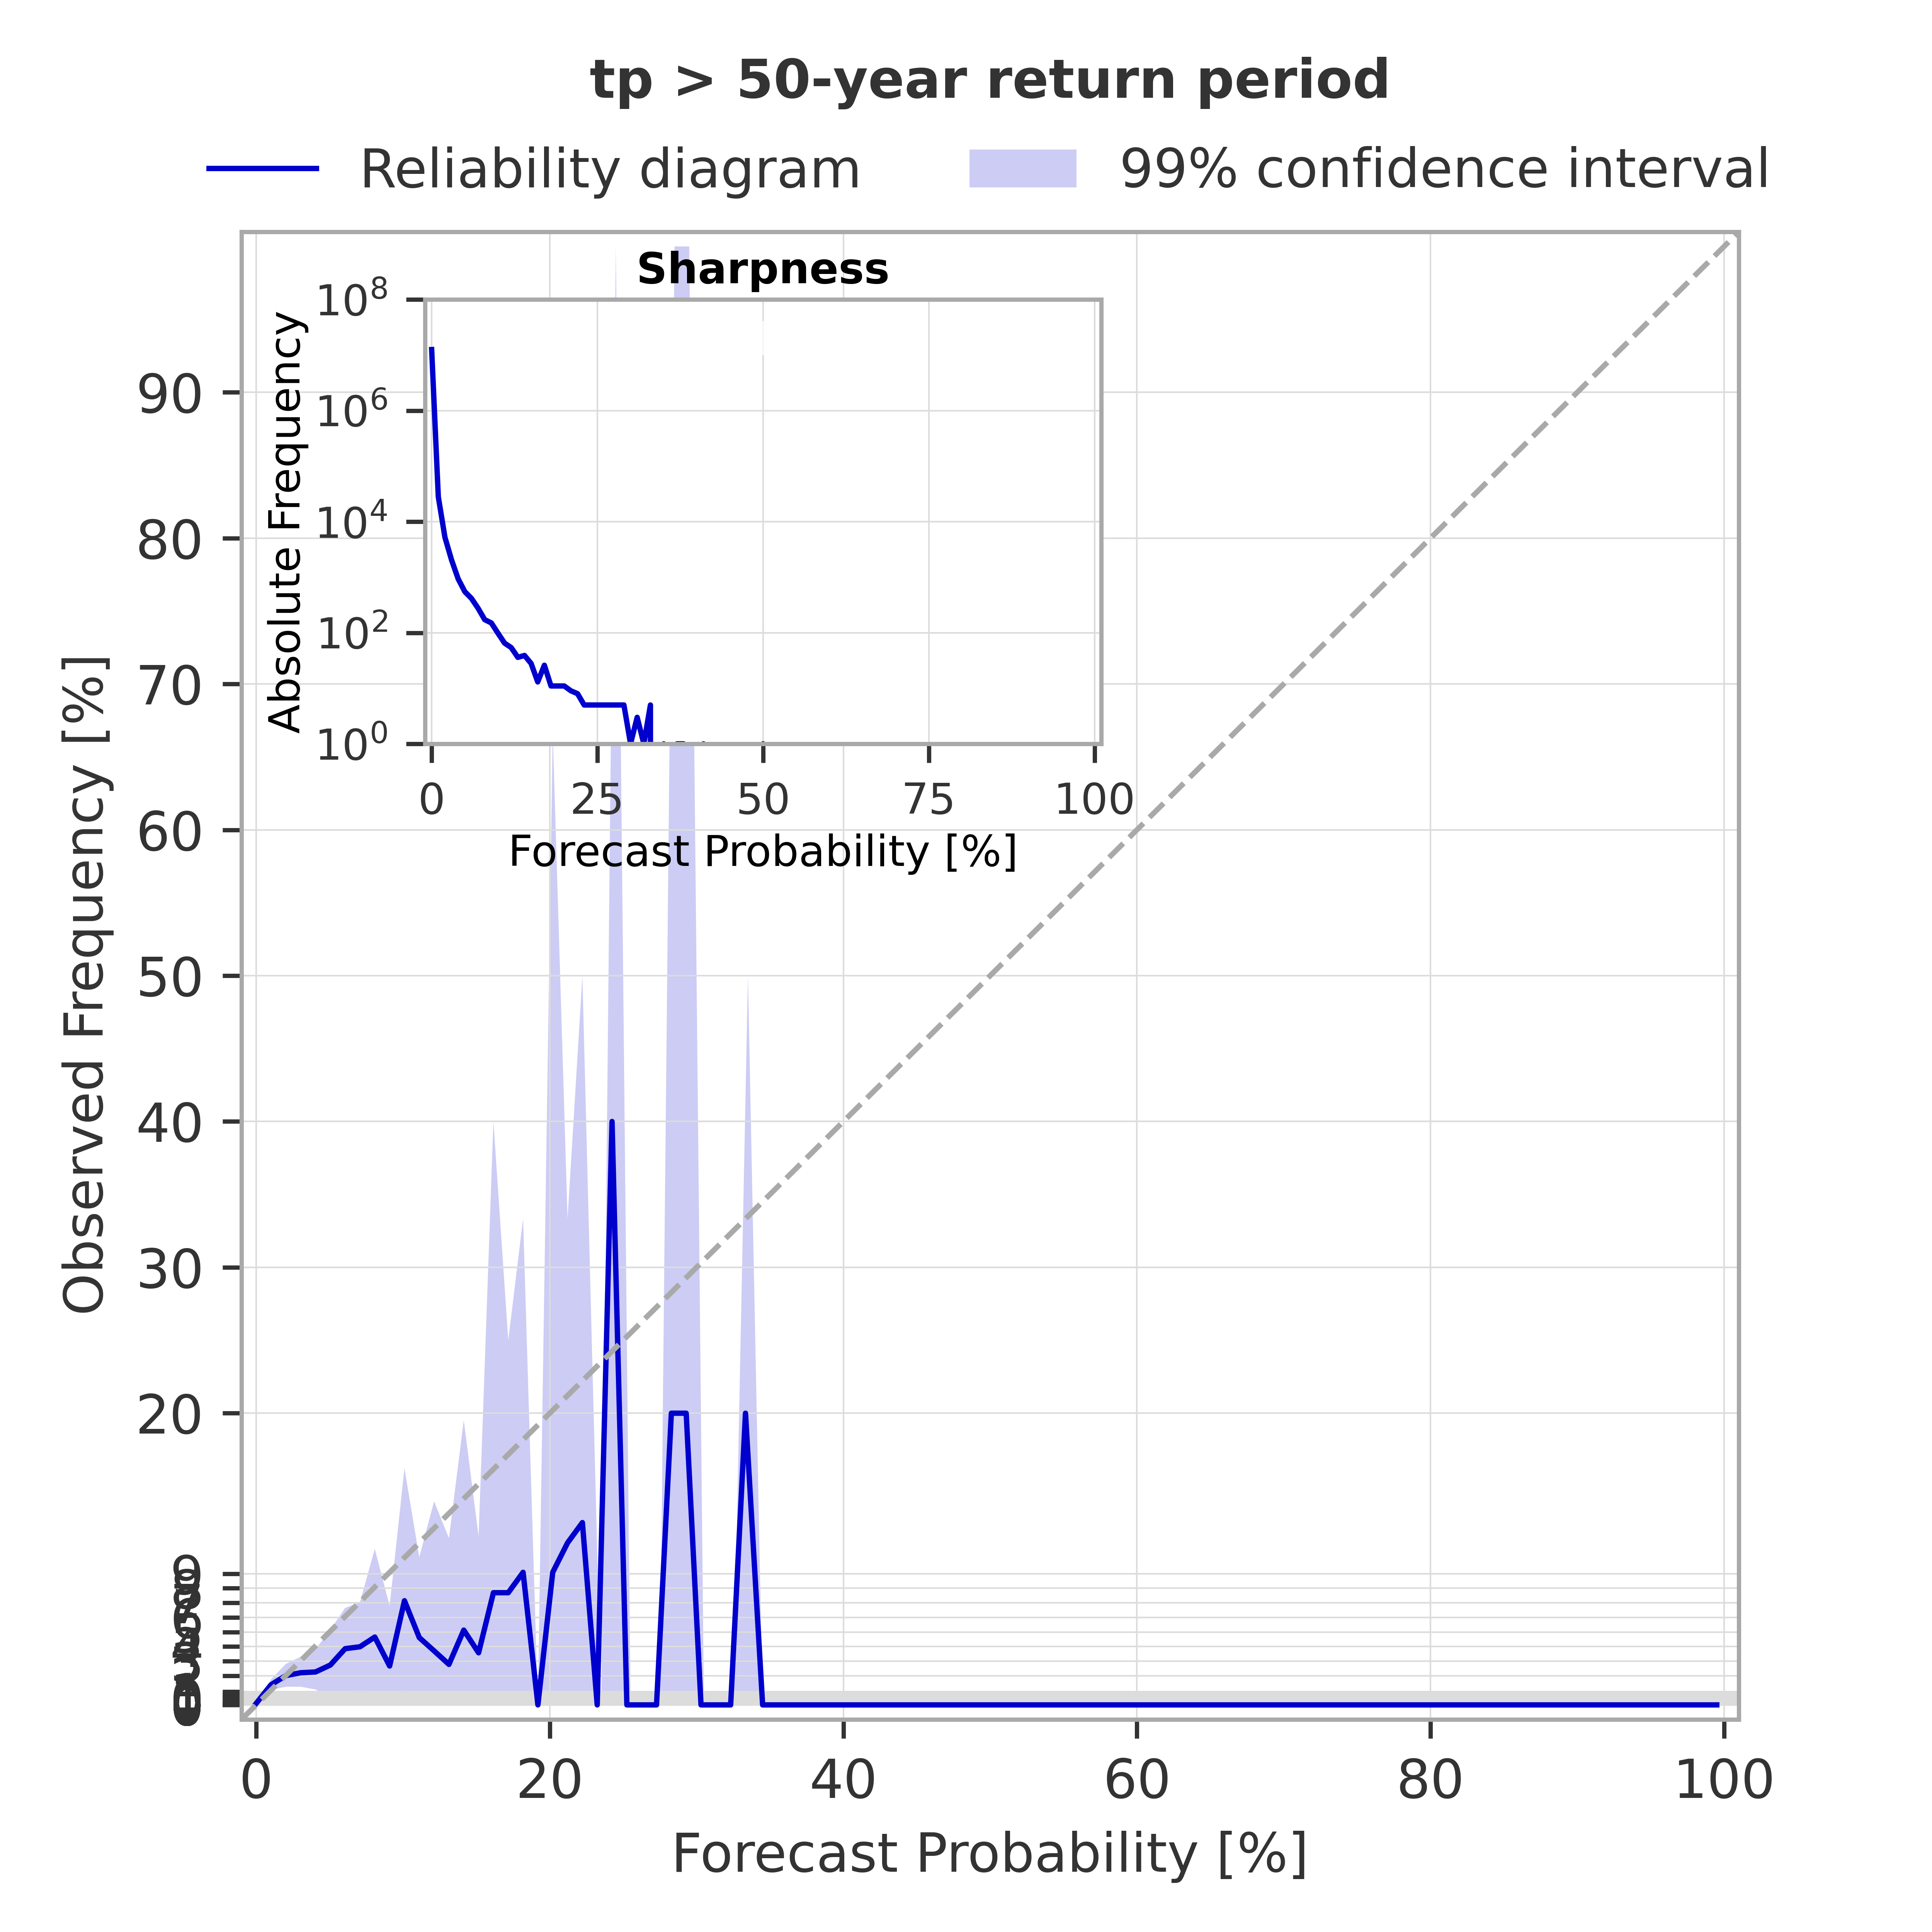 tp > 50-year return period
Reliability diagram
99% confidence interval
Sharpness
Absolute Frequency
10^8
10^6
10^4
10^2
10^0
0 25 50 75 100
Forecast Probability [%]
Observed Frequency [%]
90
80
70
60
50
40
30
20
9
0 20 40 60 80 100
Forecast Probability [%]